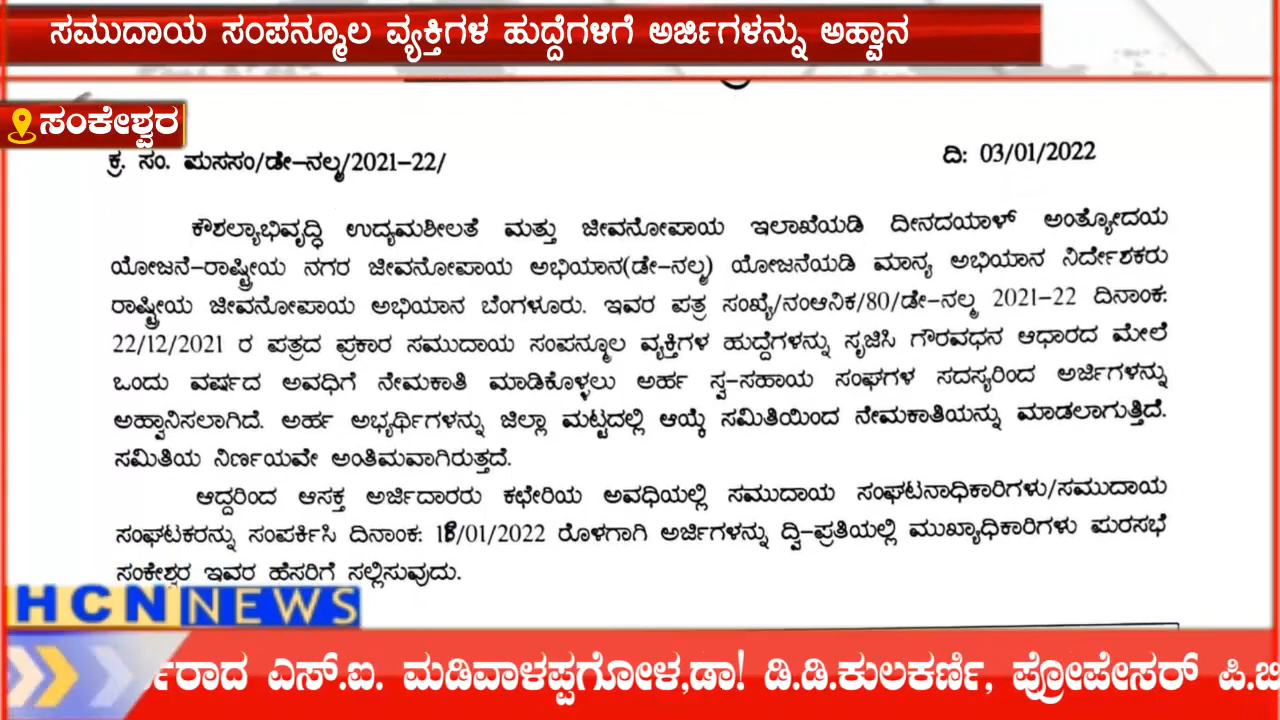 ಸಮುದಾಯ ಸಂಪನ್ಮೂಲ ವ್ಯಕ್ತಿಗಳ ಹುದ್ದೆಗಳಿಗೆ ಅರ್ಜಿಗಳನ್ನು ಅಹ್ವಾನ
ಸಂಕೇಶ್ವರ
ಕ್ರ. ಸಂ. ಪುಸಸಂ/ಡೇ-ನಲ್ಮ/2021-22/ ದಿ: 03/01/2022
ಕೌಶಲ್ಯಾಭಿವೃದ್ಧಿ ಉದ್ಯಮಶೀಲತೆ ಮತ್ತು ಜೀವನೋಪಾಯ ಇಲಾಖೆಯಡಿ ದೀನದಯಾಳ್ ಅಂತ್ಯೋದಯ
ಯೋಜನೆ-ರಾಷ್ಟ್ರೀಯ ನಗರ ಜೀವನೋಪಾಯ ಅಭಿಯಾನ(ಡೇ-ನಲ್ಮ) ಯೋಜನೆಯಡಿ ಮಾನ್ಯ ಅಭಿಯಾನ ನಿರ್ದೇಶಕರು
ರಾಷ್ಟ್ರೀಯ ಜೀವನೋಪಾಯ ಅಭಿಯಾನ ಬೆಂಗಳೂರು. ಇವರ ಪತ್ರ ಸಂಖ್ಯೆ/ನಂಆನಿಕ/80/ಡೇ-ನಲ್ಮ 2021-22 ದಿನಾಂಕ:
22/12/2021 ರ ಪತ್ರದ ಪ್ರಕಾರ ಸಮುದಾಯ ಸಂಪನ್ಮೂಲ ವ್ಯಕ್ತಿಗಳ ಹುದ್ದೆಗಳನ್ನು ಸೃಜಿಸಿ ಗೌರವಧನ ಆಧಾರದ ಮೇಲೆ
ಒಂದು ವರ್ಷದ ಅವಧಿಗೆ ನೇಮಕಾತಿ ಮಾಡಿಕೊಳ್ಳಲು ಅರ್ಹ ಸ್ವ-ಸಹಾಯ ಸಂಘಗಳ ಸದಸ್ಯರಿಂದ ಅರ್ಜಿಗಳನ್ನು
ಅಹ್ವಾನಿಸಲಾಗಿದೆ. ಅರ್ಹ ಅಭ್ಯರ್ಥಿಗಳನ್ನು ಜಿಲ್ಲಾ ಮಟ್ಟದಲ್ಲಿ ಆಯ್ಕೆ ಸಮಿತಿಯಿಂದ ನೇಮಕಾತಿಯನ್ನು ಮಾಡಲಾಗುತ್ತಿದೆ.
ಸಮಿತಿಯ ನಿರ್ಣಯವೇ ಅಂತಿಮವಾಗಿರುತ್ತದೆ.
ಆದ್ದರಿಂದ ಆಸಕ್ತ ಅರ್ಜಿದಾರರು ಕಛೇರಿಯ ಅವಧಿಯಲ್ಲಿ ಸಮುದಾಯ ಸಂಘಟನಾಧಿಕಾರಿಗಳು/ಸಮುದಾಯ
ಸಂಘಟಕರನ್ನು ಸಂಪರ್ಕಿಸಿ ದಿನಾಂಕ: 18/01/2022 ರೊಳಗಾಗಿ ಅರ್ಜಿಗಳನ್ನು ದ್ವಿ-ಪ್ರತಿಯಲ್ಲಿ ಮುಖ್ಯಾಧಿಕಾರಿಗಳು ಪುರಸಭೆ
ಸಂಕೇಶ್ವರ ಇವರ ಹೆಸರಿಗೆ ಸಲ್ಲಿಸುವುದು.
HCN NEWS
ರಾದ ಎಸ್.ಐ. ಮಡಿವಾಳಪ್ಪಗೋಳ,ಡಾ! ಡಿ.ಡಿ.ಕುಲಕರ್ಣಿ, ಪ್ರೋಪೇಸರ್ ಪಿ.ಬಿ